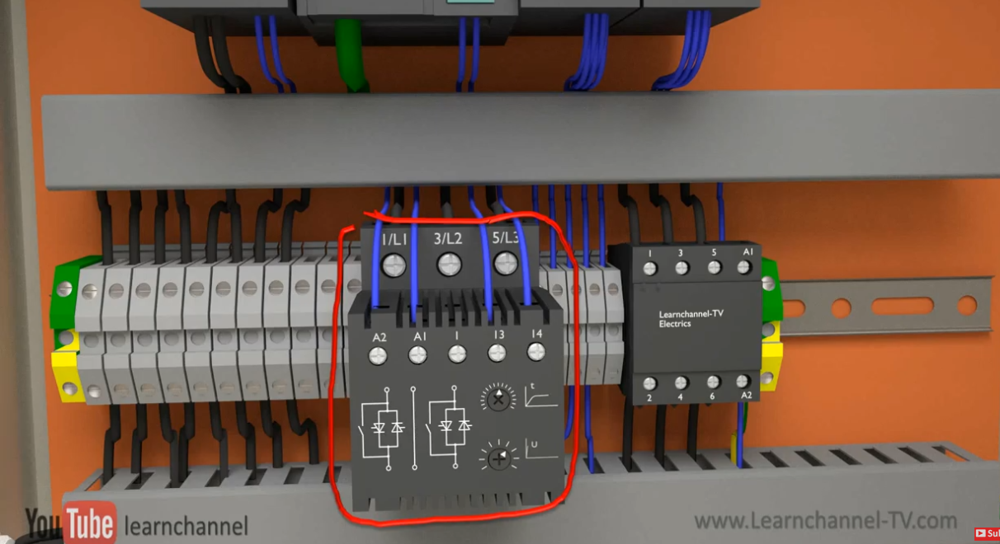 1/L1 3/L2 5/L3
1 3 5 A1
Learnchannel-TV
Electrics
A2 A1 1 13 14
t
U
2 4 6 A2
YouTube learnchannel
www.Learnchannel-TV.com